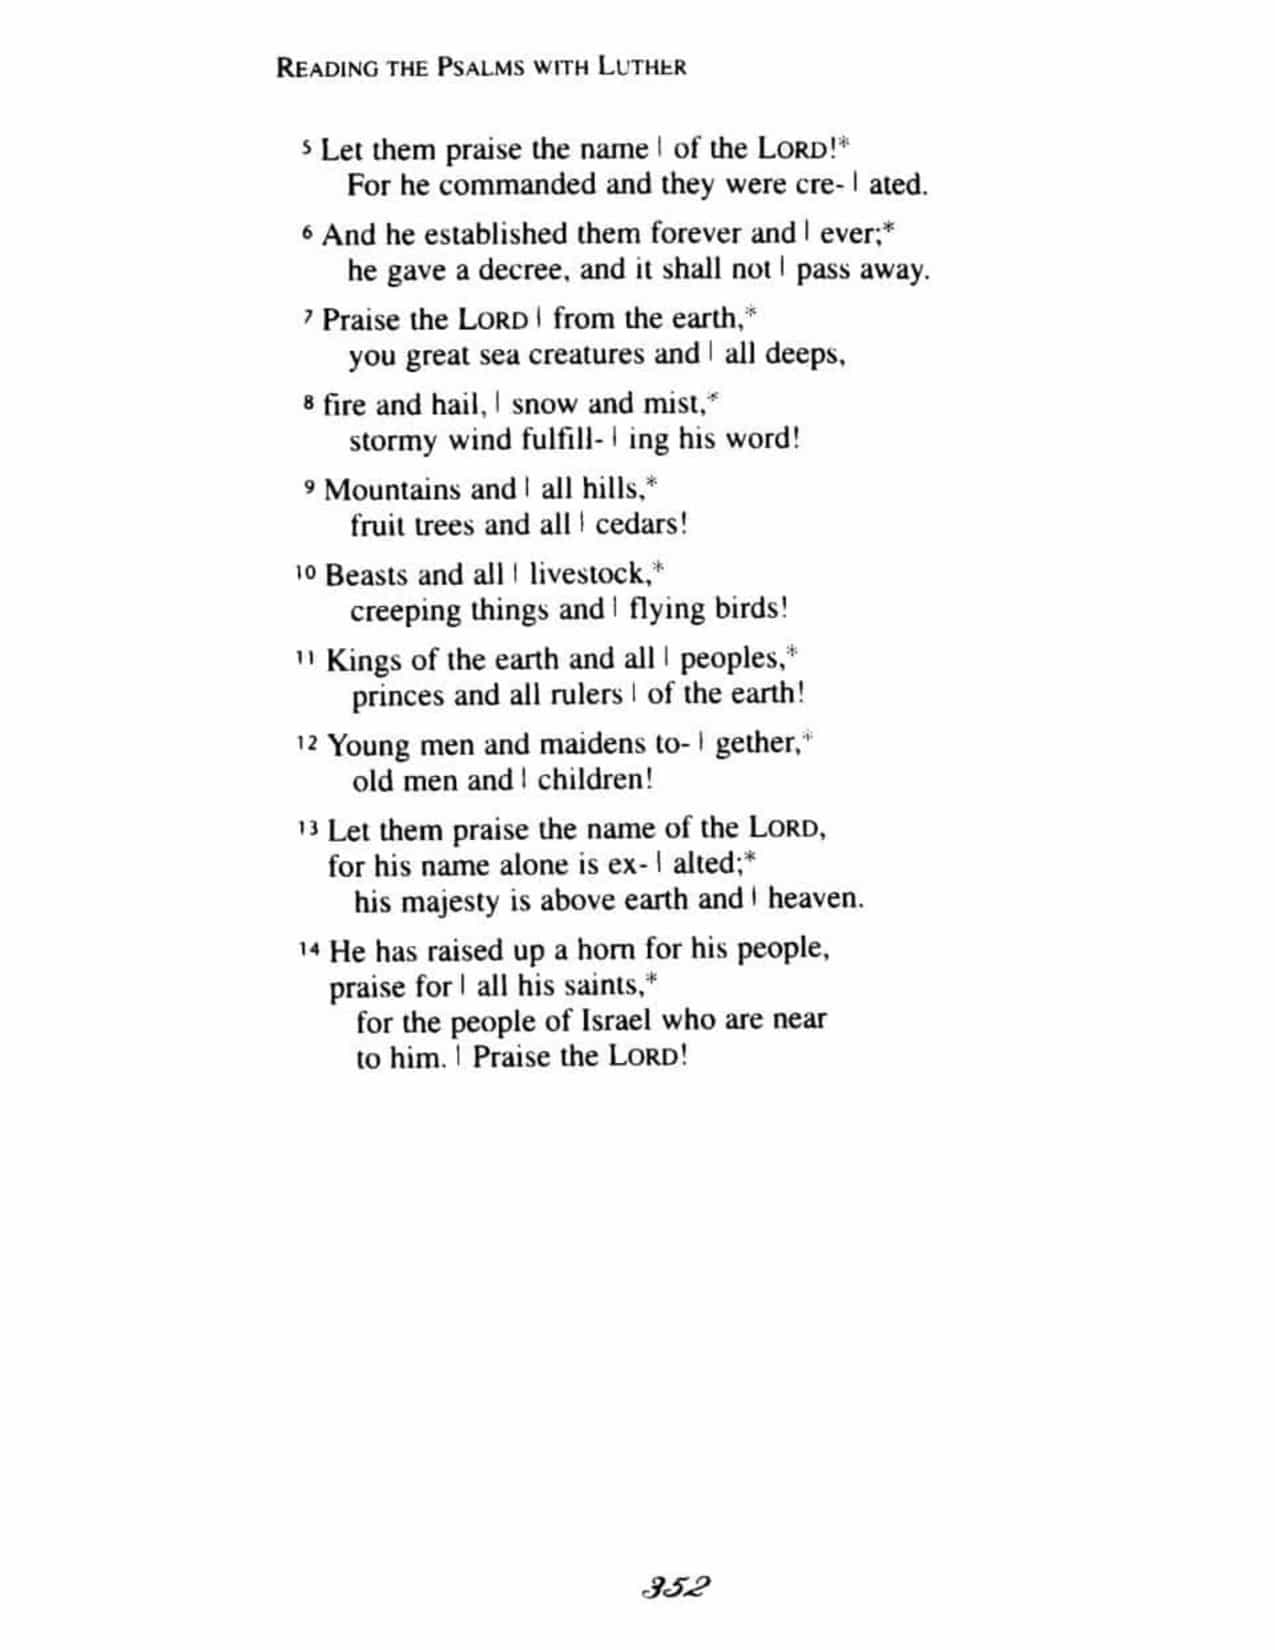 READING THE PSALMS WITH LUTHER
5 Let them praise the name | of the LORD!*
For he commanded and they were cre- | ated.
6 And he established them forever and | ever;*
he gave a decree, and it shall not | pass away.
7 Praise the LORD | from the earth,*
you great sea creatures and | all deeps,
8 fire and hail, | snow and mist,*
stormy wind fulfill- | ing his word!
9 Mountains and | all hills,*
fruit trees and all | cedars!
10 Beasts and all | livestock,*
creeping things and | flying birds!
11 Kings of the earth and all | peoples,*
princes and all rulers | of the earth!
12 Young men and maidens to- | gether,*
old men and | children!
13 Let them praise the name of the LORD,
for his name alone is ex- | alted;*
his majesty is above earth and | heaven.
14 He has raised up a horn for his people,
praise for | all his saints,*
for the people of Israel who are near
to him. | Praise the LORD!
352